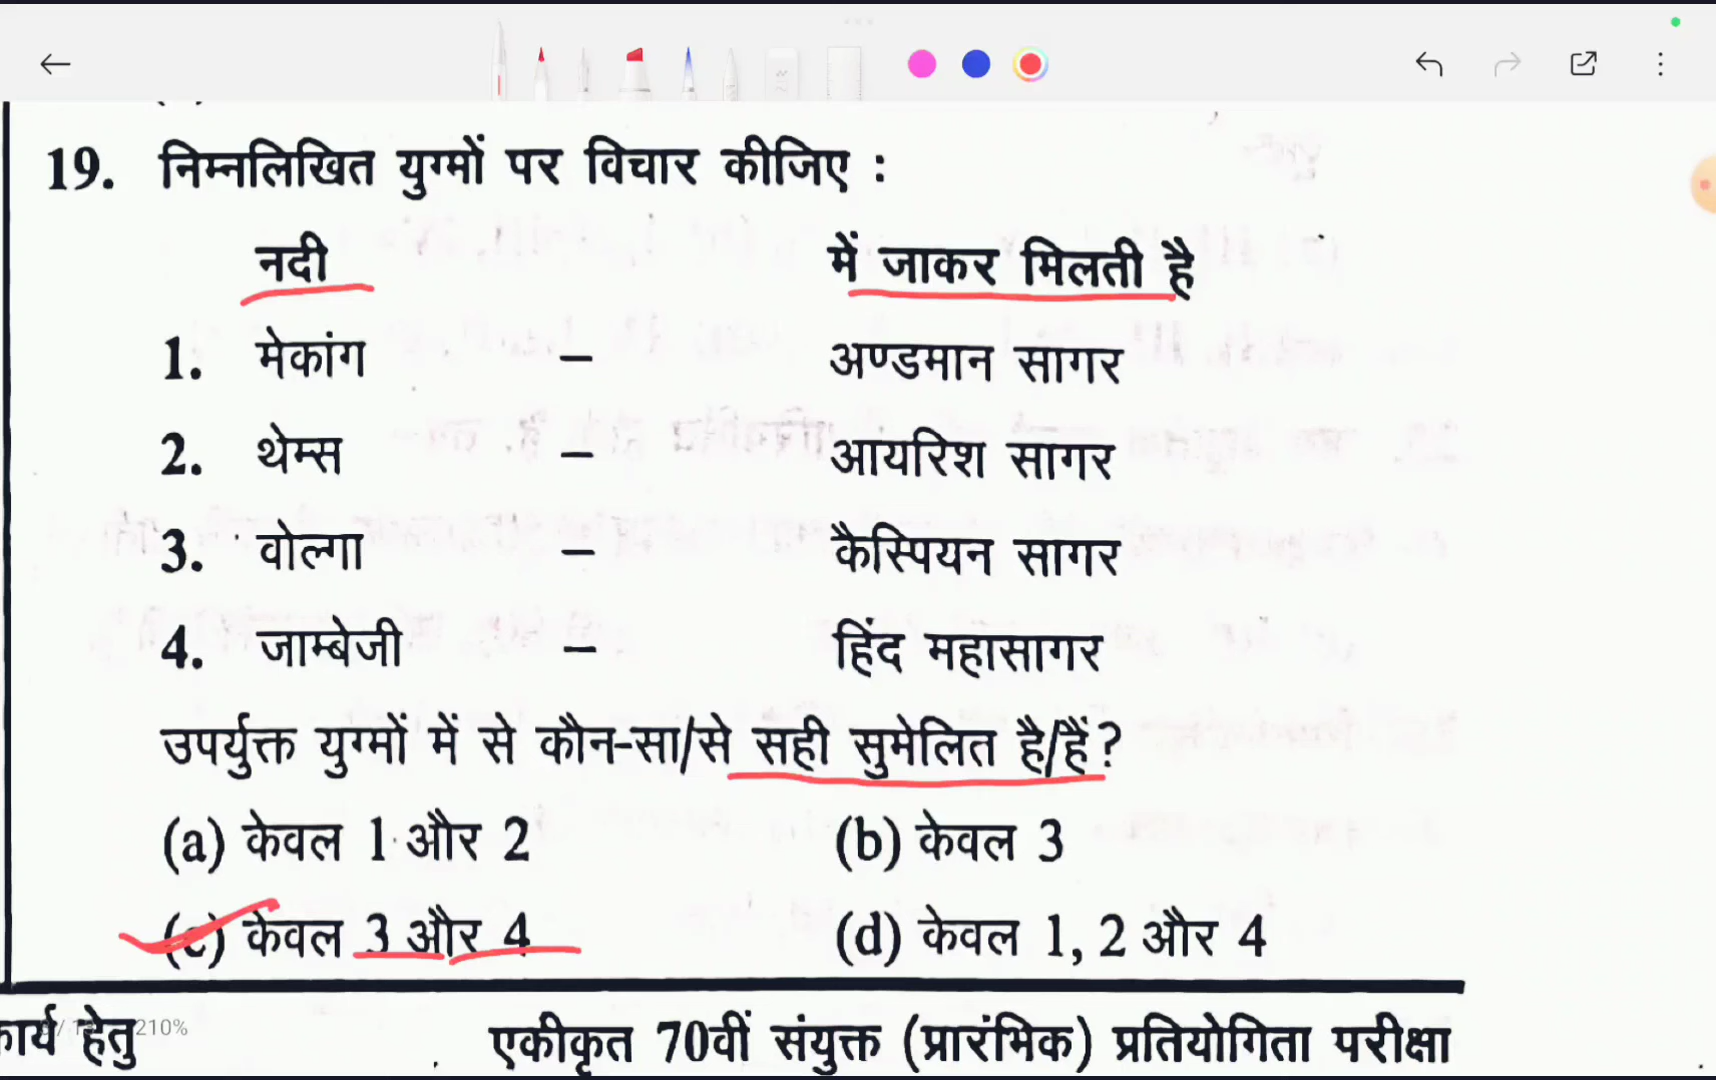 19. निम्नलिखित युग्मों पर विचार कीजिए :
नदी में जाकर मिलती है
1. मेकांग – अण्डमान सागर
2. थेम्स – आयरिश सागर
3. वोल्गा – कैस्पियन सागर
4. जाम्बेजी – हिंद महासागर
उपर्युक्त युग्मों में से कौन-सा/से सही सुमेलित है/हैं?
(a) केवल 1 और 2 (b) केवल 3
(c) केवल 3 और 4 (d) केवल 1, 2 और 4
कार्य हेतु 210% एकीकृत 70वीं संयुक्त (प्रारंभिक) प्रतियोगिता परीक्षा